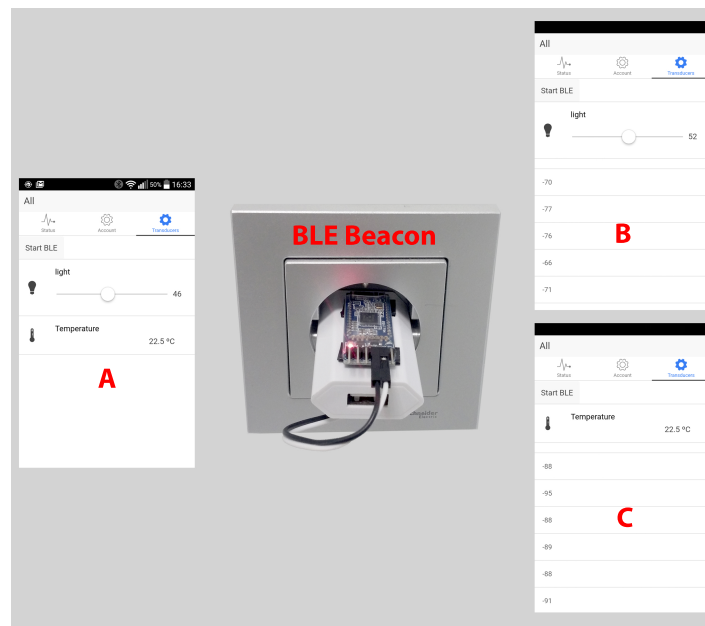 50% 16:33
All
Status Account Transducers
Start BLE
light
46
Temperature
22.5 ºC
A
BLE Beacon
All
Status Account Transducers
Start BLE
light
52
-70
-77
-76
-66
-71
B
All
Status Account Transducers
Start BLE
Temperature
22.5 ºC
-88
-95
-88
-89
-88
-91
C